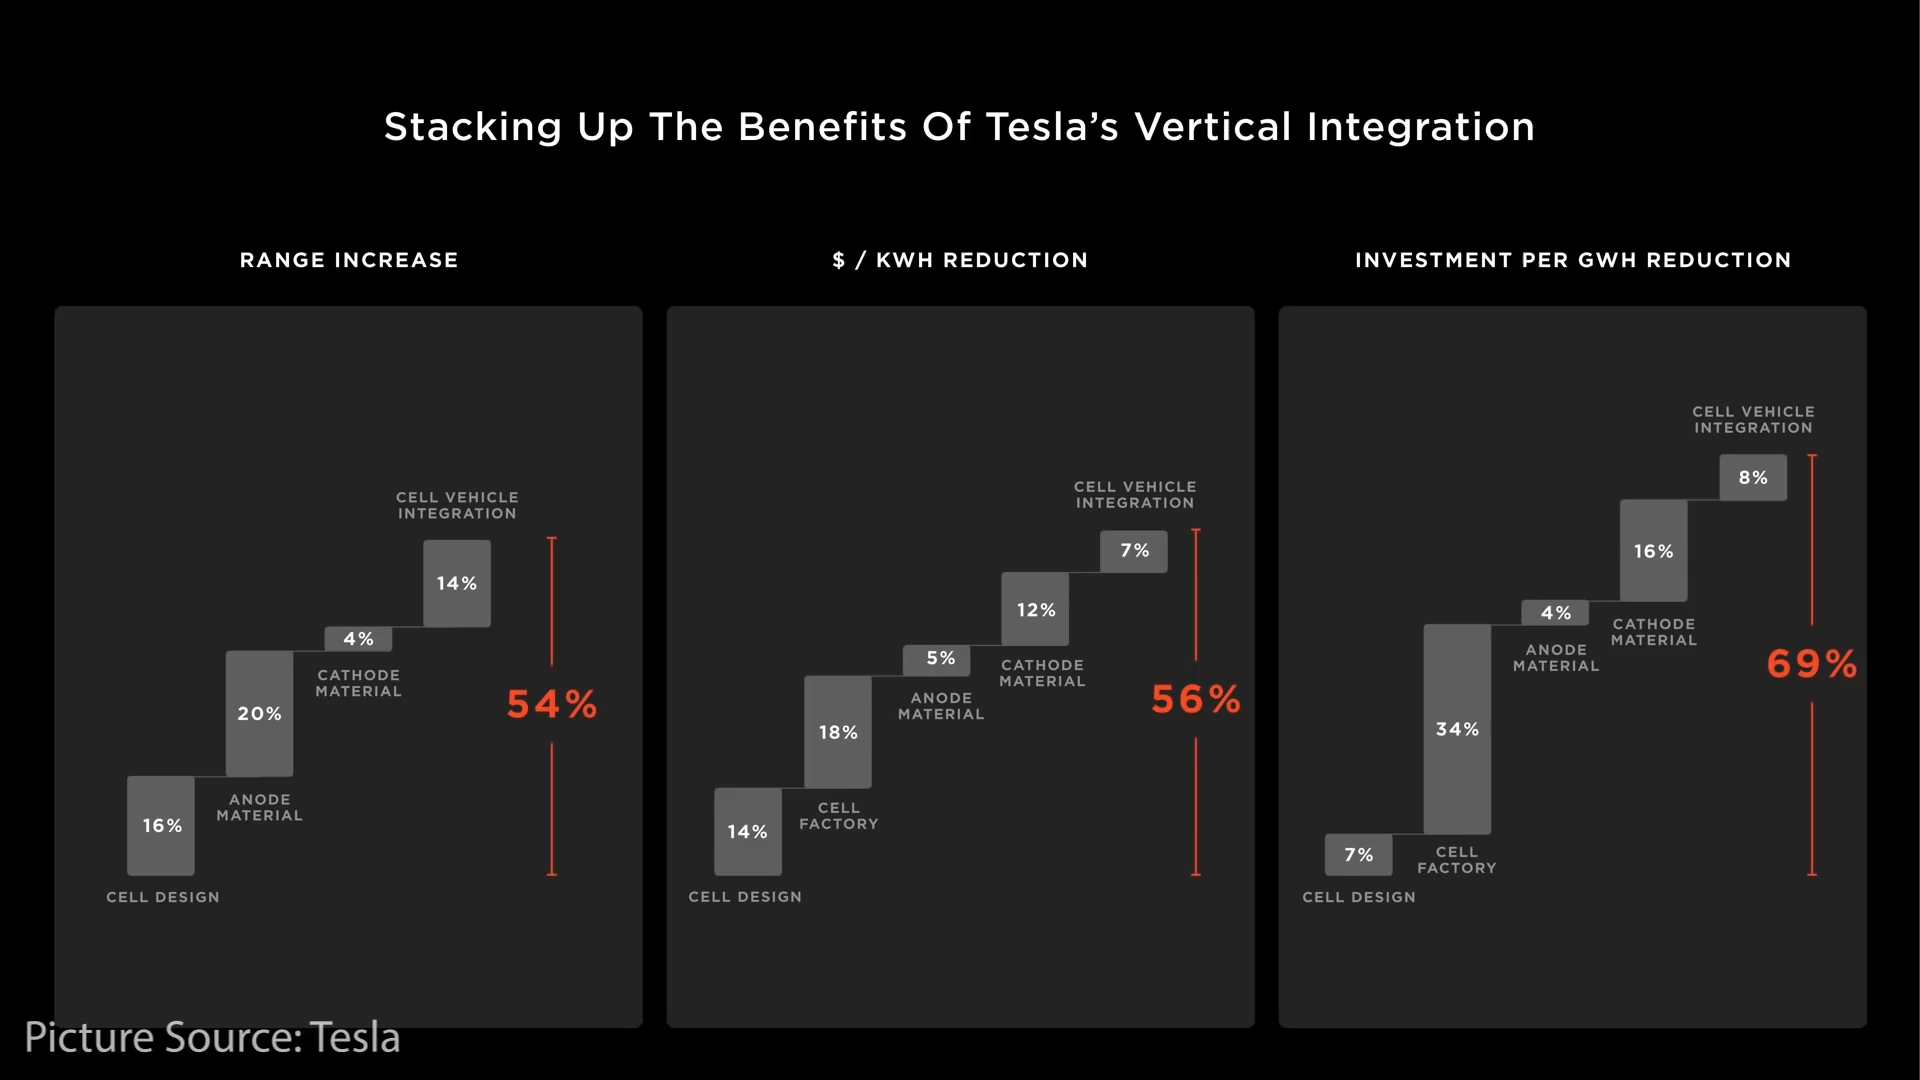 Stacking Up The Benefits Of Tesla’s Vertical Integration
RANGE INCREASE
CELL VEHICLE
INTEGRATION
14%
4%
CATHODE
MATERIAL
20%
54%
ANODE
MATERIAL
16%
CELL DESIGN
$ / KWH REDUCTION
CELL VEHICLE
INTEGRATION
7%
12%
5%
CATHODE
MATERIAL
ANODE
MATERIAL
56%
18%
CELL
FACTORY
14%
CELL DESIGN
INVESTMENT PER GWH REDUCTION
CELL VEHICLE
INTEGRATION
8%
16%
4%
CATHODE
MATERIAL
ANODE
MATERIAL
69%
34%
7%
CELL
FACTORY
CELL DESIGN
Picture Source: Tesla